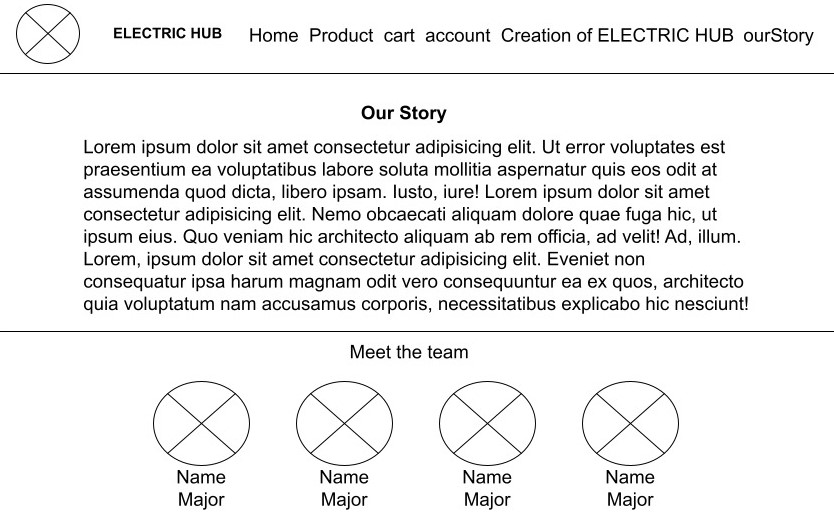 ELECTRIC HUB Home Product cart account Creation of ELECTRIC HUB ourStory
Our Story
Lorem ipsum dolor sit amet consectetur adipisicing elit. Ut error voluptates est
praesentium ea voluptatibus labore soluta mollitia aspernatur quis eos odit at
assumenda quod dicta, libero ipsam. Iusto, iure! Lorem ipsum dolor sit amet
consectetur adipisicing elit. Nemo obcaecati aliquam dolore quae fuga hic, ut
ipsum eius. Quo veniam hic architecto aliquam ab rem officia, ad velit! Ad, illum.
Lorem, ipsum dolor sit amet consectetur adipisicing elit. Eveniet non
consequatur ipsa harum magnam odit vero consequuntur ea ex quos, architecto
quia voluptatum nam accusamus corporis, necessitatibus explicabo hic nesciunt!
Meet the team
Name Name Name Name
Major Major Major Major